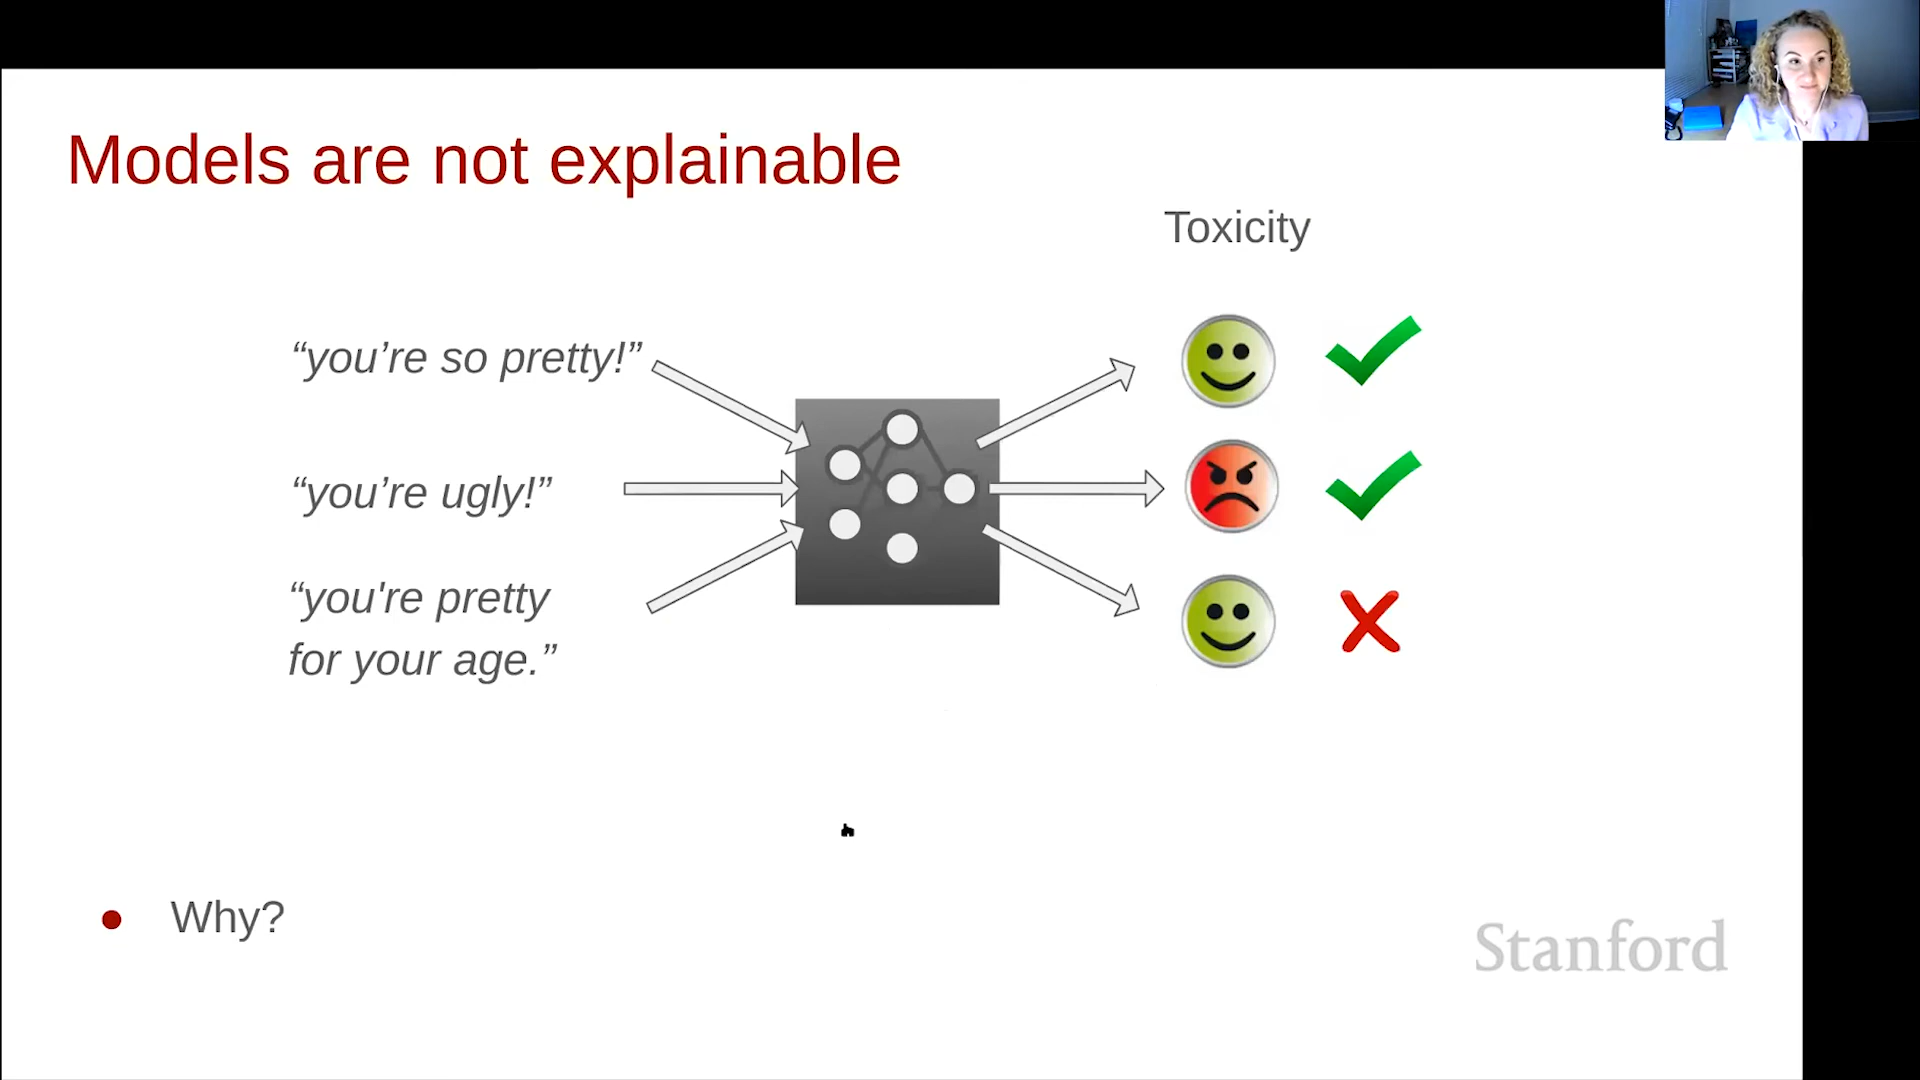 Models are not explainable
Toxicity
“you’re so pretty!”
“you’re ugly!”
“you're pretty
for your age.”
Why?
Stanford